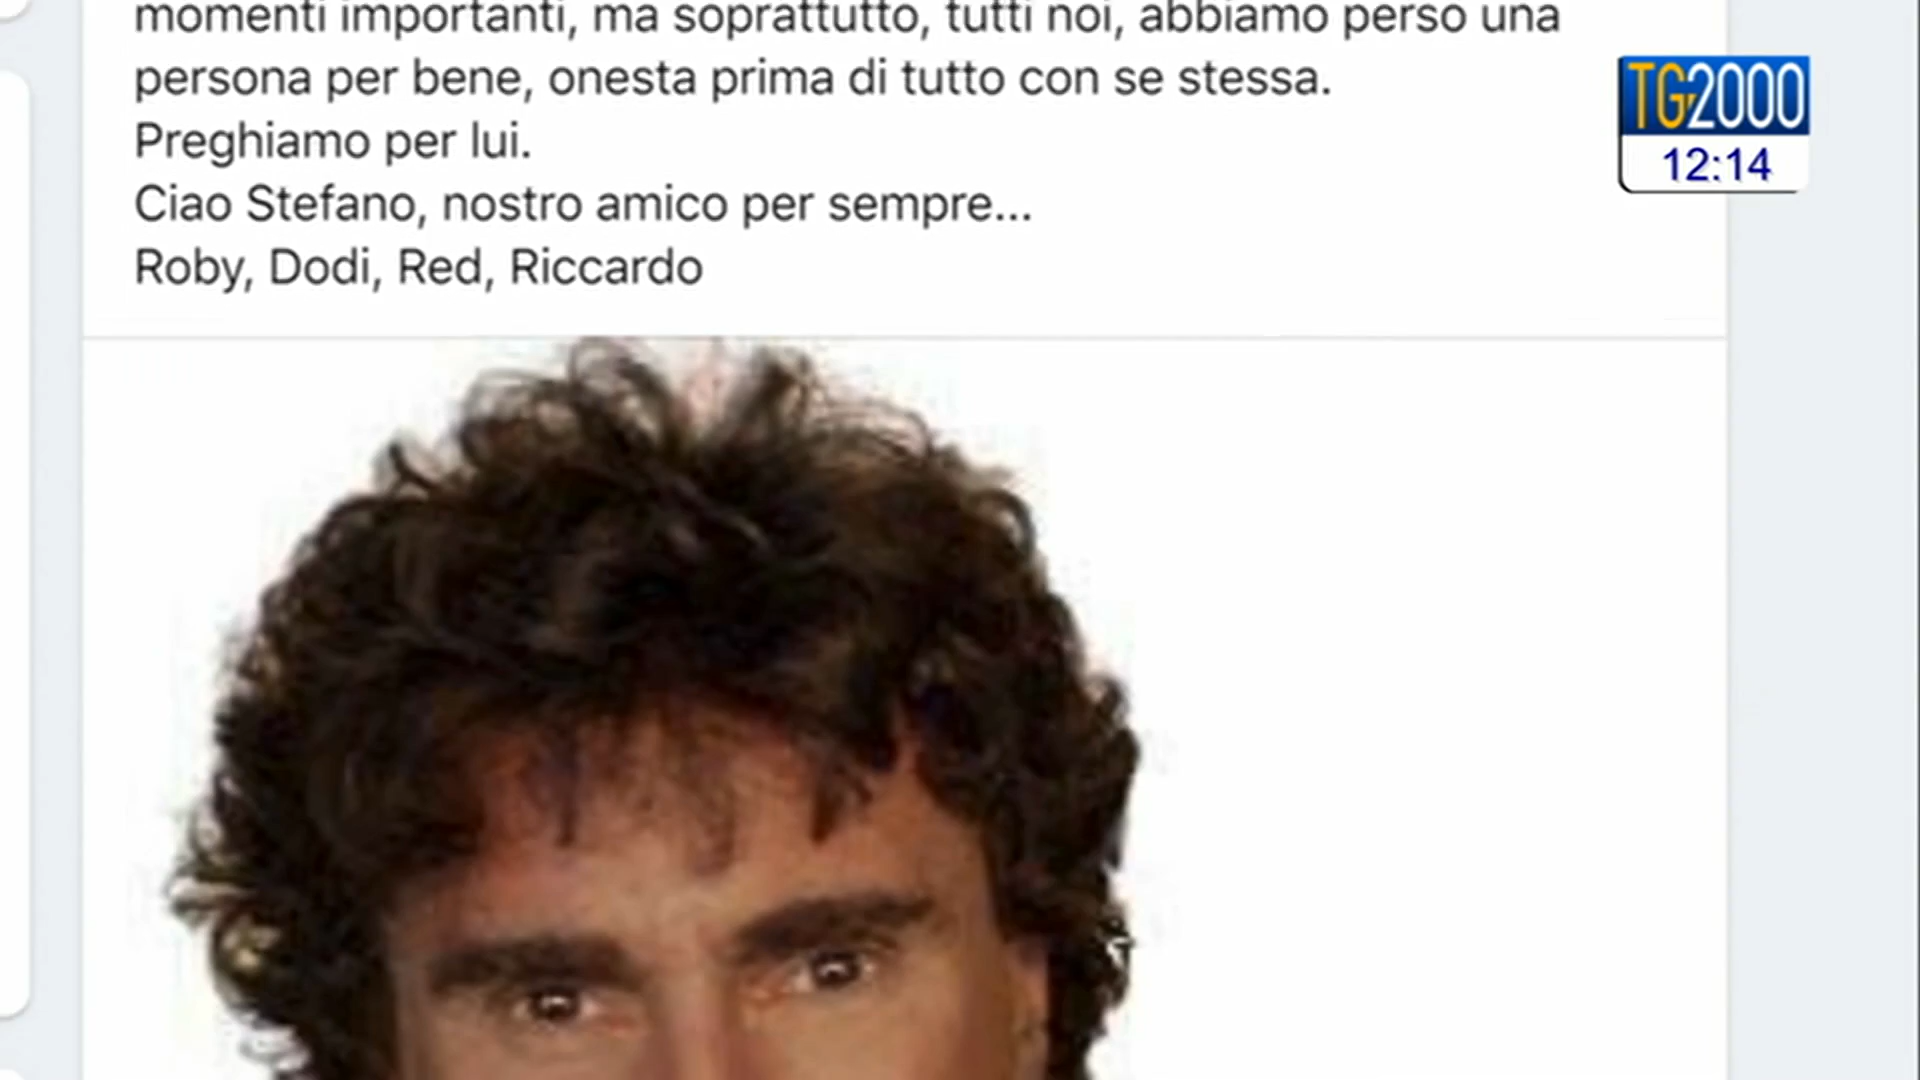 momenti importanti, ma soprattutto, tutti noi, abbiamo perso una
persona per bene, onesta prima di tutto con se stessa.
Preghiamo per lui.
Ciao Stefano, nostro amico per sempre...
Roby, Dodi, Red, Riccardo
TG2000
12:14